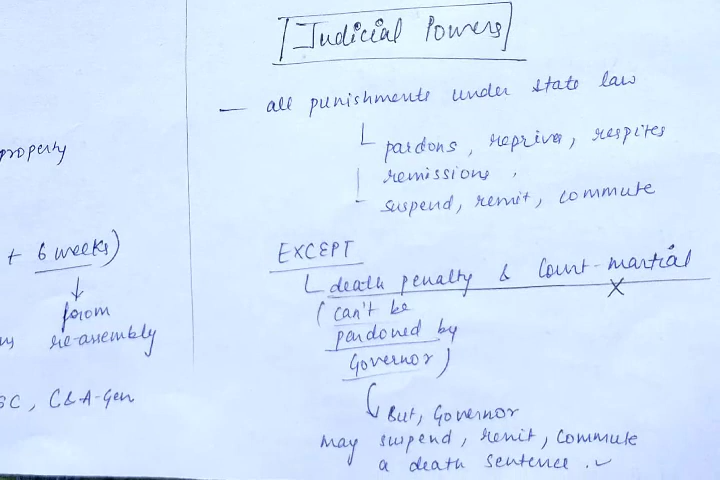 property
+ 6 weeks)
↓
from
re-assembly
SC, C&A-Gen
Judicial Powers
— all punishments under state law
pardons, reprives, respites
remissions,
suspend, remit, commute
EXCEPT
death penalty & Court-martial
X
(can't be
pardoned by
Governor)
But, Governor
may suspend, remit, commute
a death sentence.